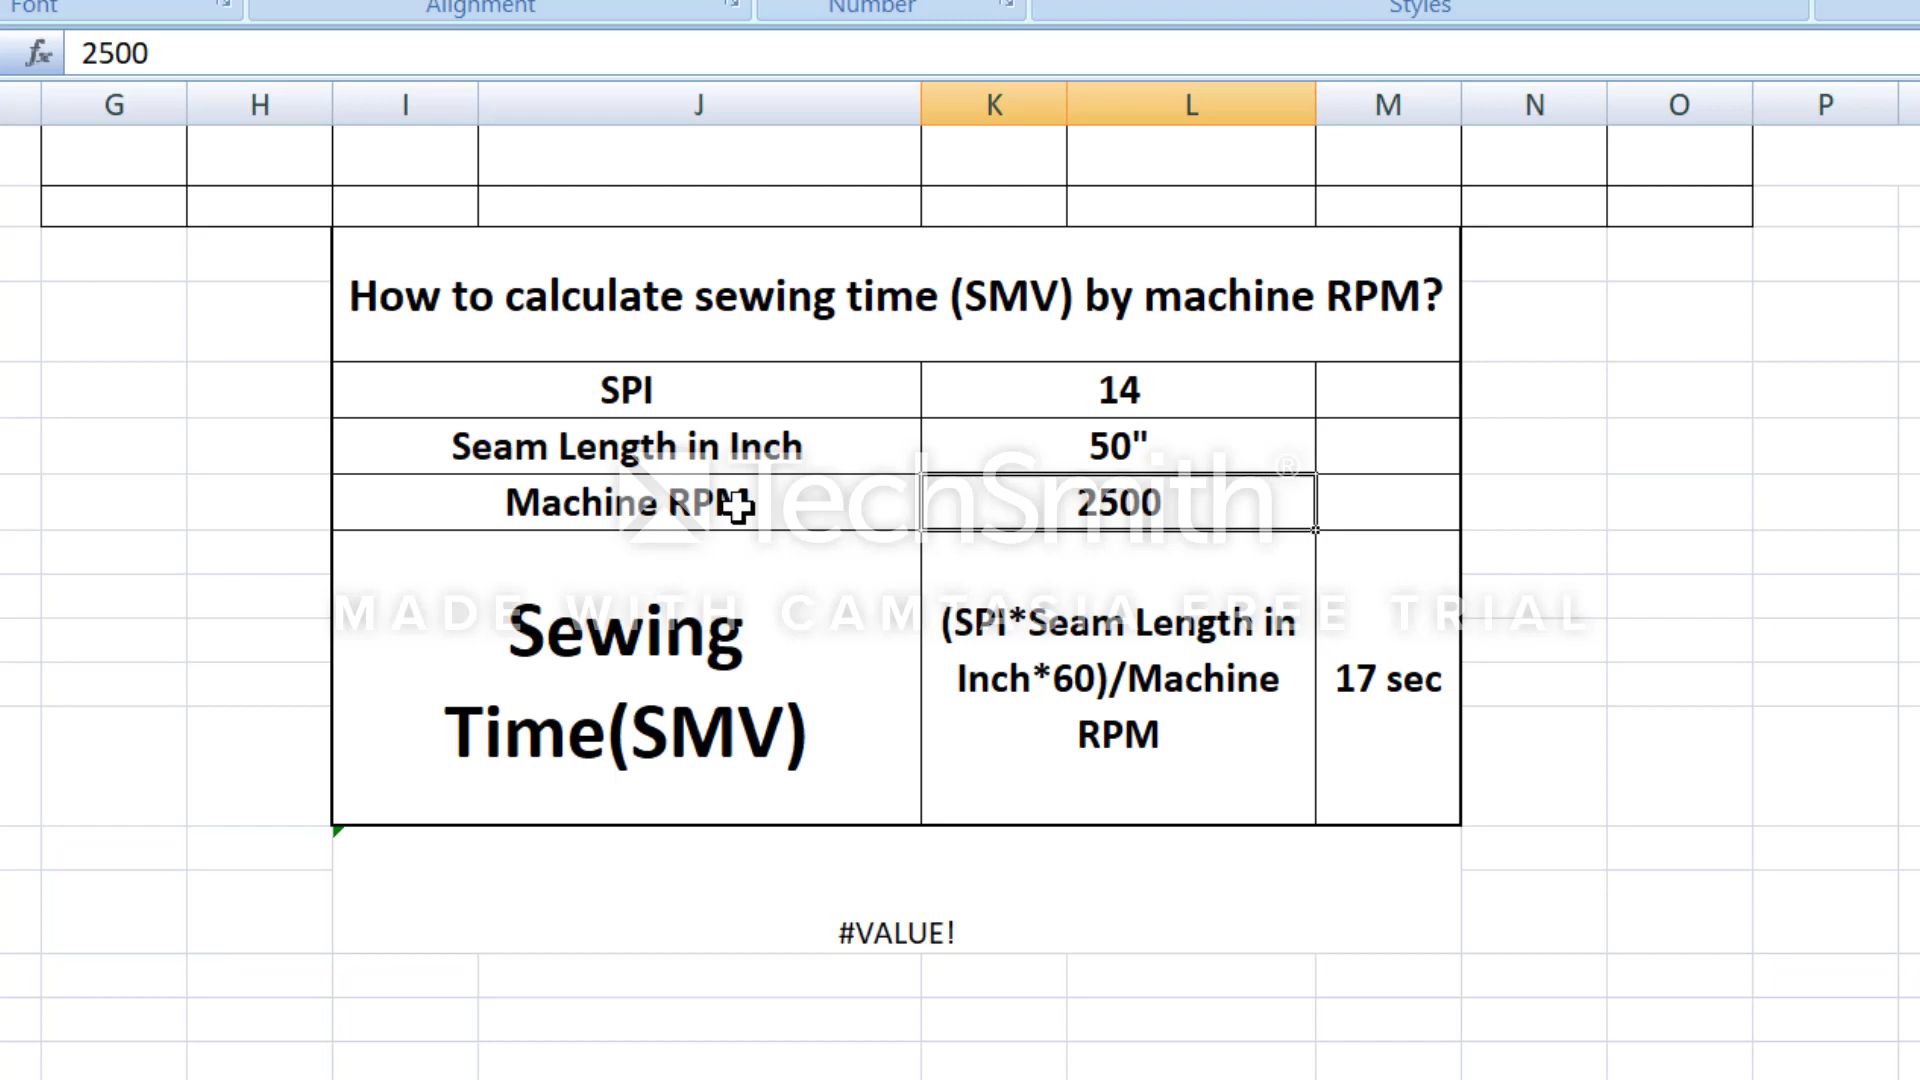 Font Alignment Number Styles
fx 2500
G H I J K L M N O P
How to calculate sewing time (SMV) by machine RPM?
SPI 14
Seam Length in Inch 50"
Machine RPM 2500
TechSmith®
MADE WITH CAMTASIA FREE TRIAL
Sewing
Time(SMV)
(SPI*Seam Length in
Inch*60)/Machine
RPM
17 sec
#VALUE!